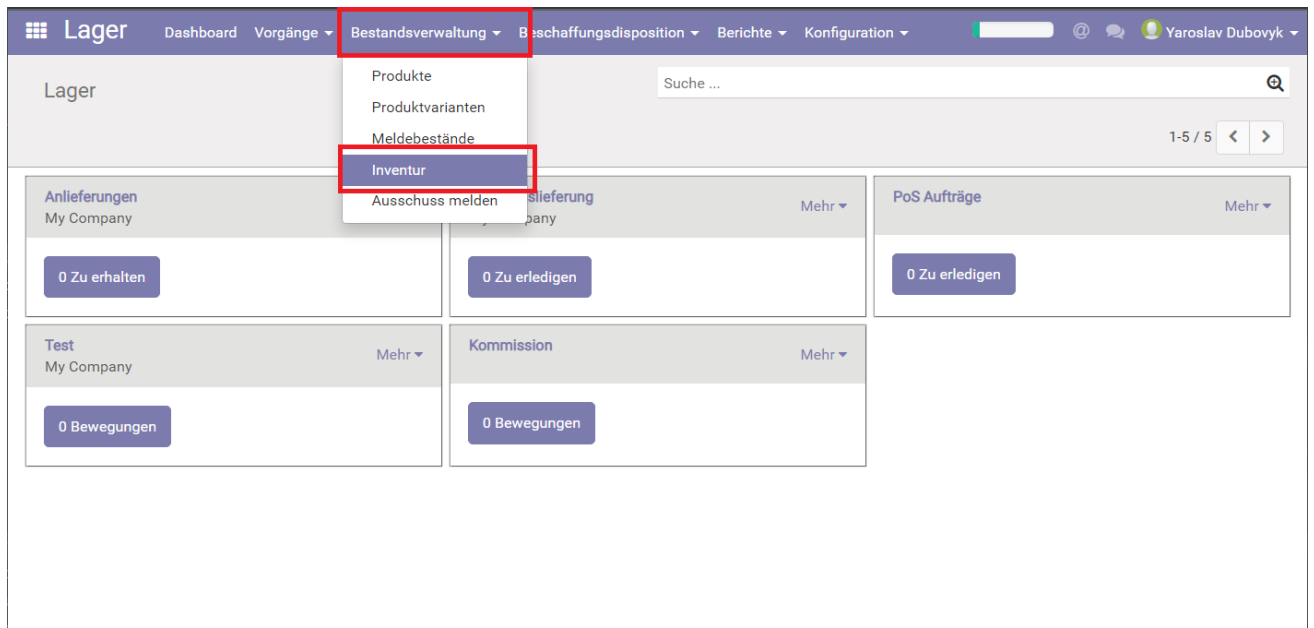 Lager Dashboard Vorgänge Bestandsverwaltung Beschaffungsdisposition Berichte Konfiguration @ Yaroslav Dubovyk
Lager
Suche ...
1-5 / 5
Produkte
Produktvarianten
Meldebestände
Inventur
Ausschuss melden
Anlieferungen
My Company
0 Zu erhalten
slieferung
Mehr
pany
0 Zu erledigen
PoS Aufträge
Mehr
0 Zu erledigen
Test
My Company
Mehr
0 Bewegungen
Kommission
Mehr
0 Bewegungen